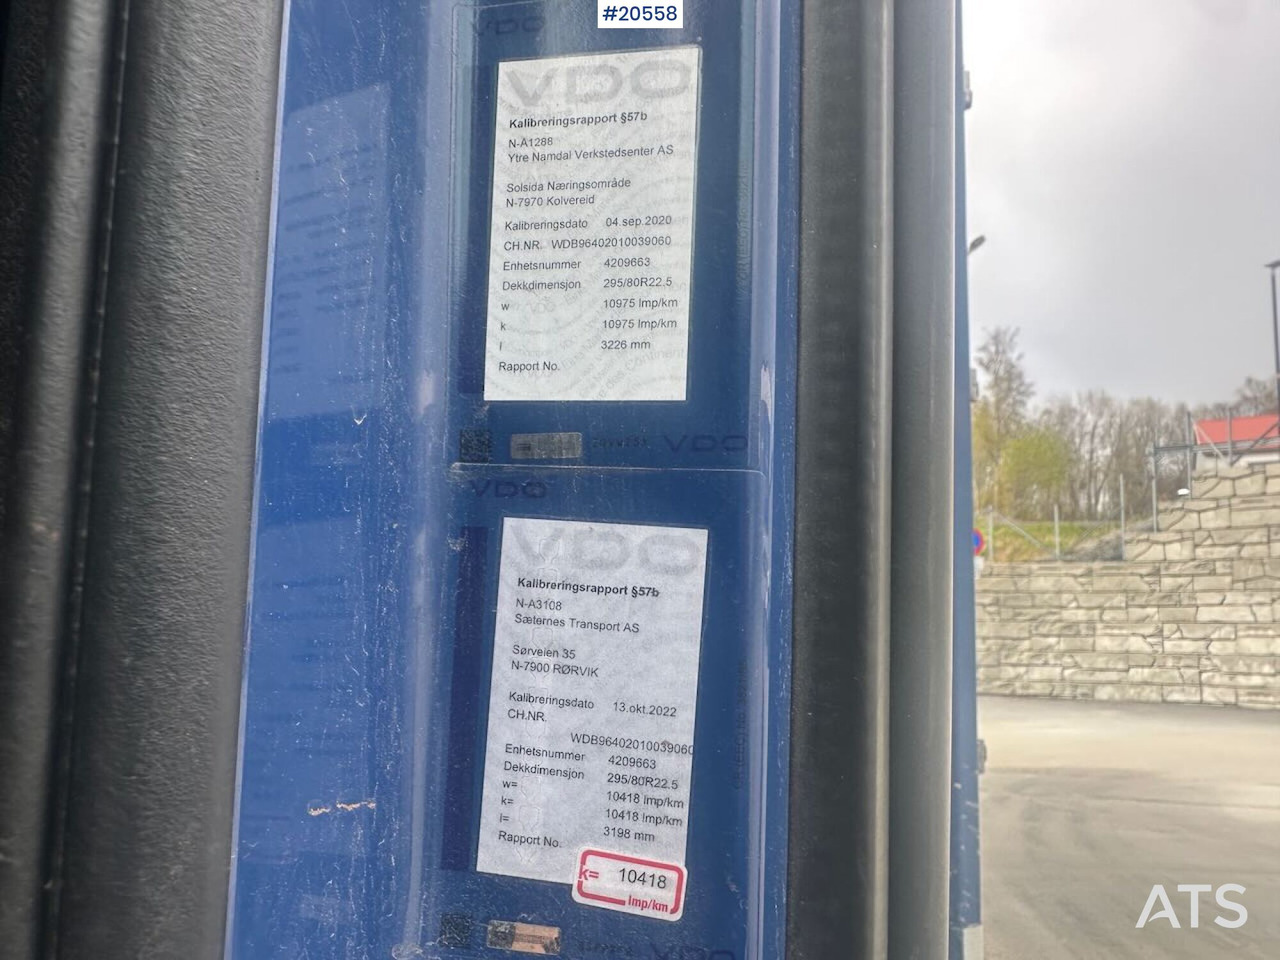 #20558
VDO
VDO
Kalibreringsrapport §57b
N-A1288
Ytre Namdal Verkstedsenter AS
Solsida Næringsområde
N-7970 Kolvereid
Kalibreringsdato 04.sep.2020
CH.NR. WDB96402010039060
Enhetsnummer 4209663
Dekkdimensjon 295/80R22.5
w 10975 Imp/km
k 10975 Imp/km
l 3226 mm
Rapport No.
VDO
VDO
VDO
Kalibreringsrapport §57b
N-A3108
Sæternes Transport AS
Sørveien 35
N-7900 RØRVIK
Kalibreringsdato 13.okt.2022
CH.NR.
WDB96402010039060
Enhetsnummer 4209663
Dekkdimensjon 295/80R22.5
w= 10418 Imp/km
k= 10418 Imp/km
l= 3198 mm
Rapport No.
k= 10418
Imp/km
VDO
ATS